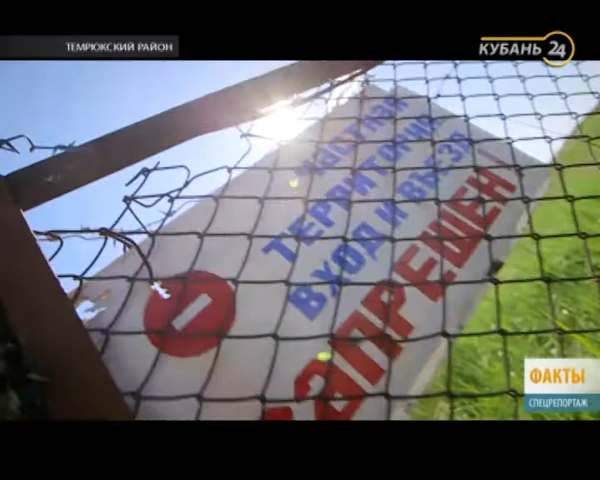 ТЕМРЮКСКИЙ РАЙОН
КУБАНЬ 24
ЧАСТНАЯ
ТЕРРИТОРИЯ
ВХОД И ВЪЕЗД
ЗАПРЕЩЕН!
ФАКТЫ
СПЕЦРЕПОРТАЖ